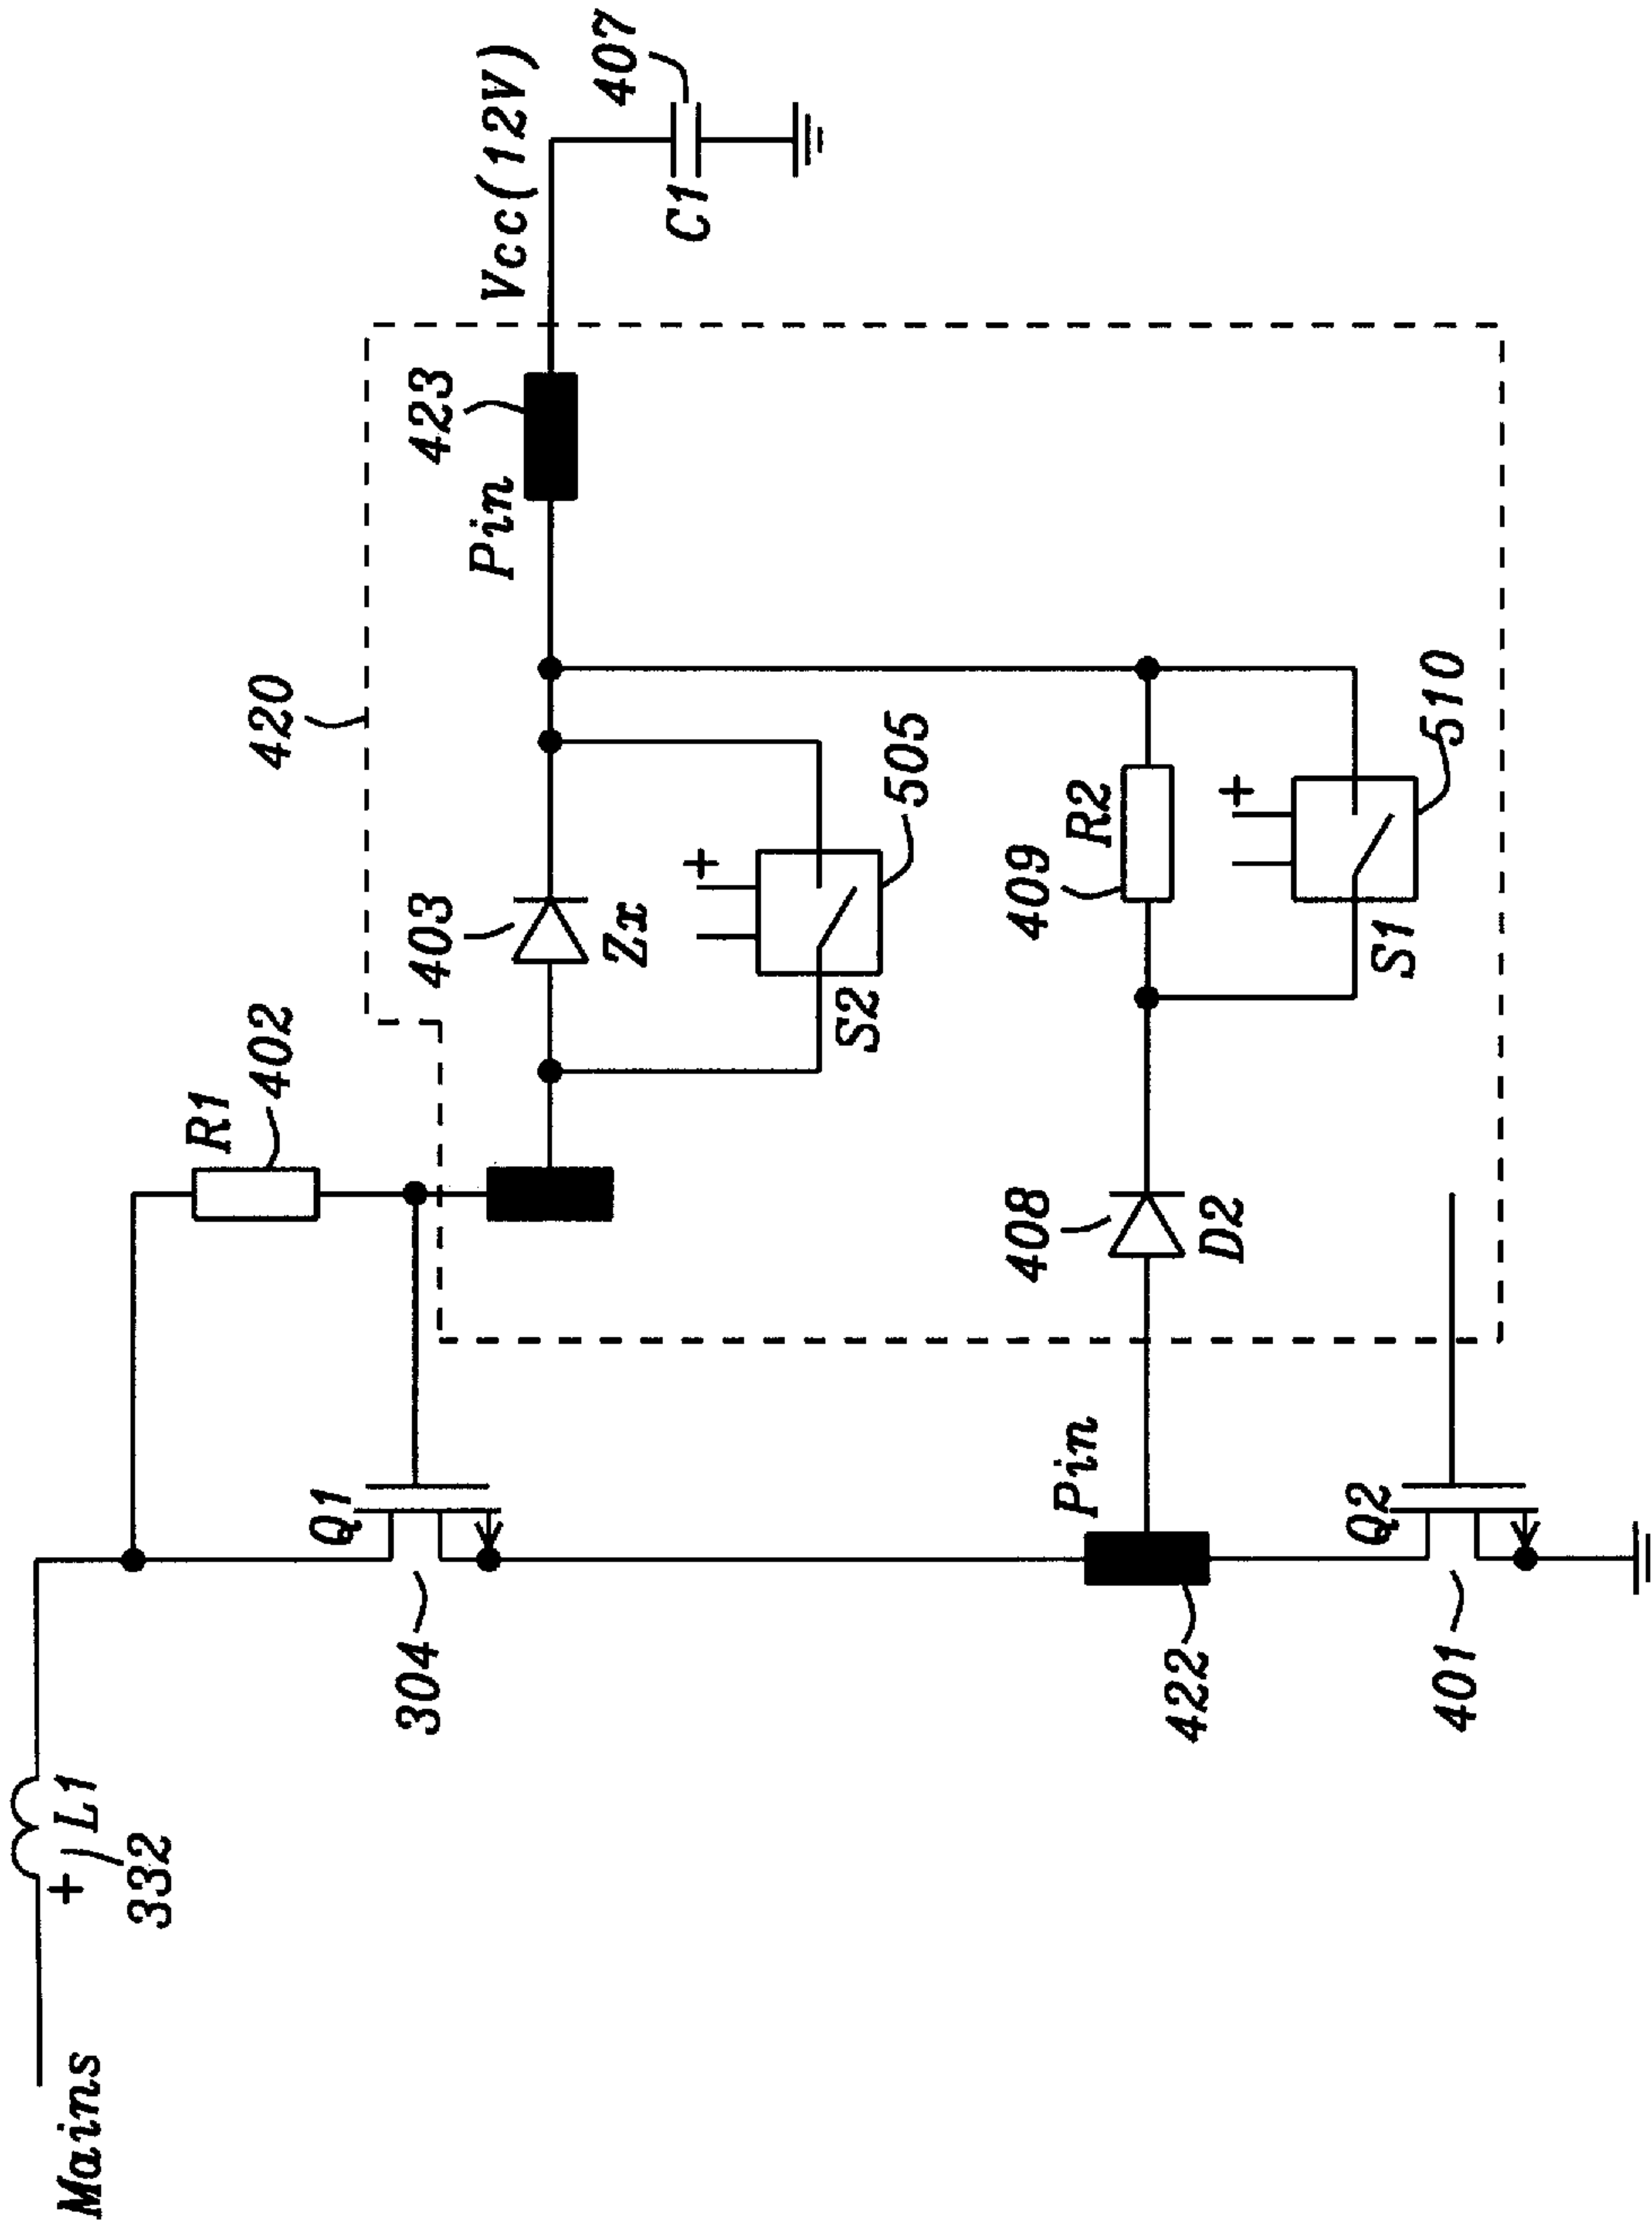 Mains
+
L1
332
R1
402
420
Q1
304
403
Zx
Pin
423
Vcc(12V)
407
C1
+
S2
505
Pin
422
408
D2
409
R2
+
S1
510
Q2
401